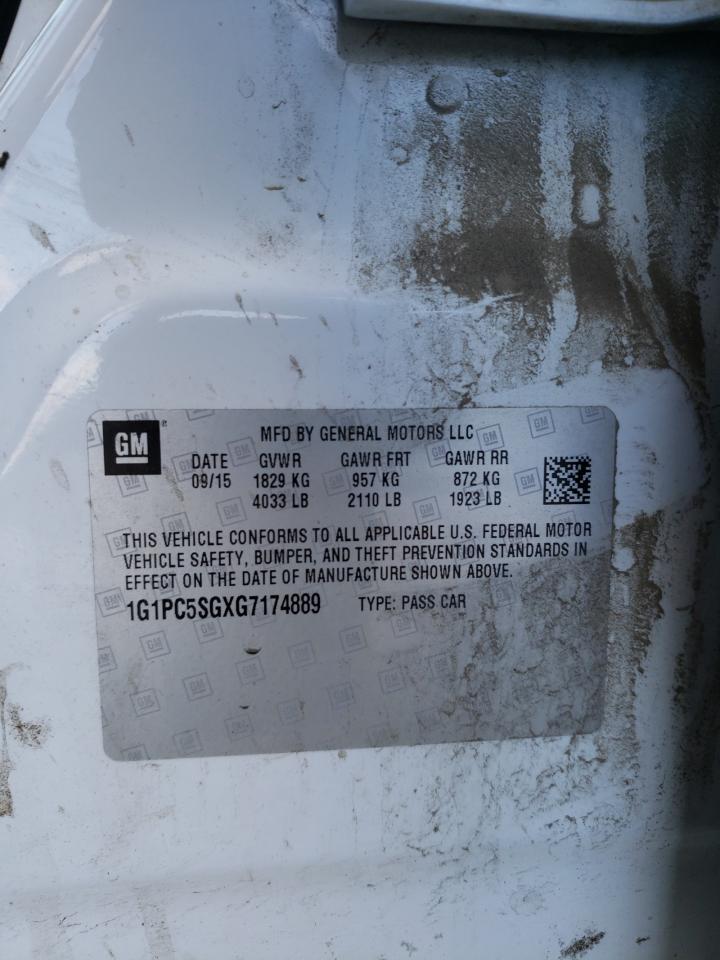 GM ® MFD BY GENERAL MOTORS LLC
DATE GVWR GAWR FRT GAWR RR
09/15 1829 KG 957 KG 872 KG
4033 LB 2110 LB 1923 LB
THIS VEHICLE CONFORMS TO ALL APPLICABLE U.S. FEDERAL MOTOR
VEHICLE SAFETY, BUMPER, AND THEFT PREVENTION STANDARDS IN
EFFECT ON THE DATE OF MANUFACTURE SHOWN ABOVE.
1G1PC5SGXG7174889 TYPE: PASS CAR